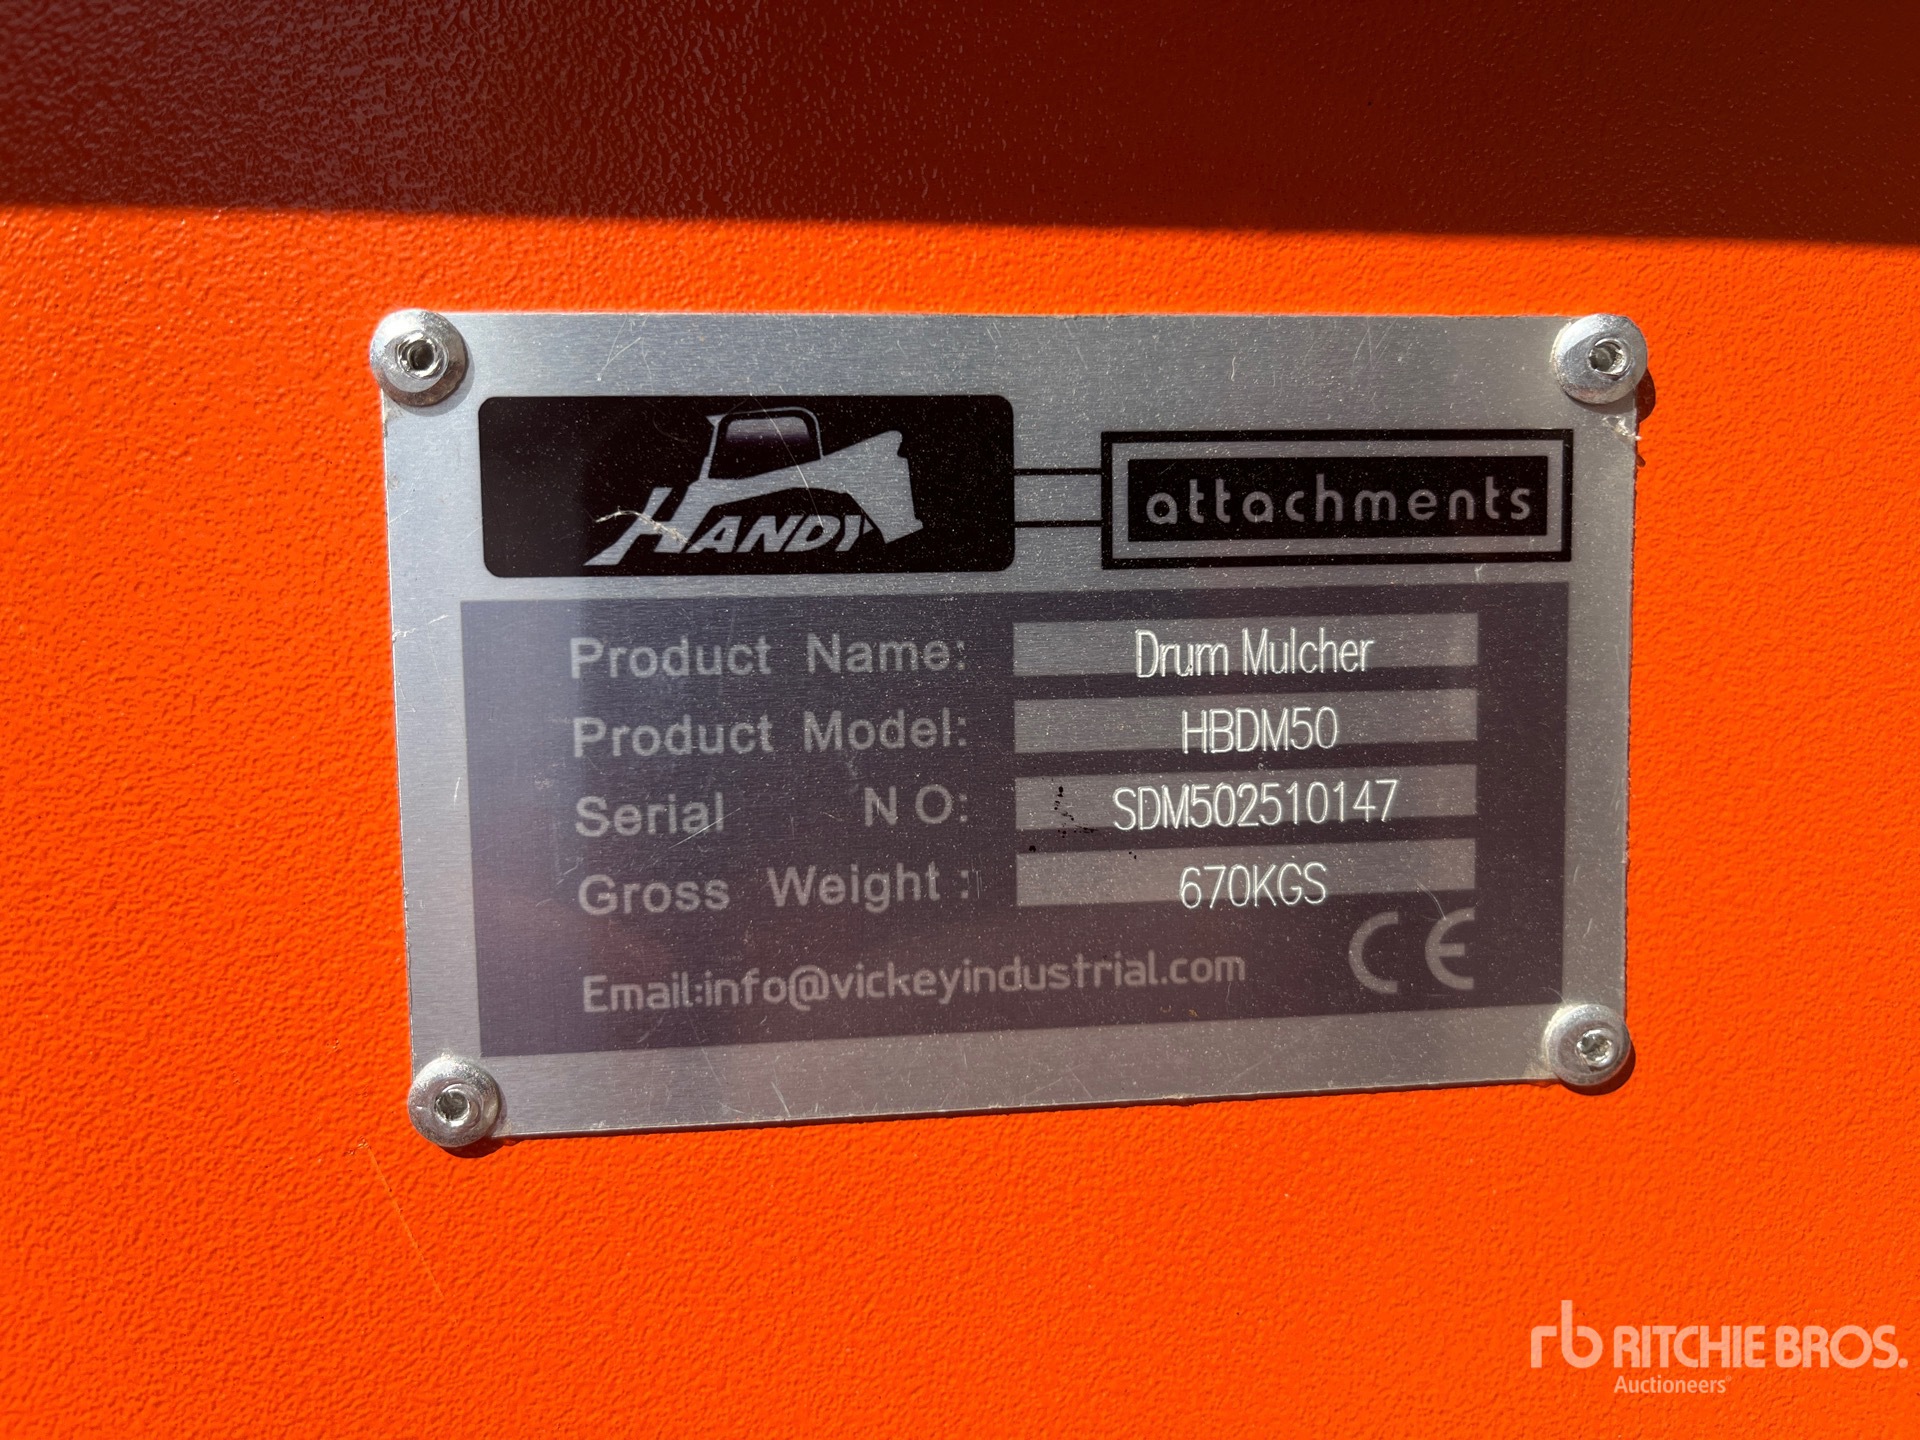 HANDY
attachments
Product Name: Drum Mulcher
Product Model: HBDM50
Serial NO: SDM502510147
Gross Weight: 670KGS
Email:info@vickeyindustrial.com CE
rb RITCHIE BROS.
Auctioneers